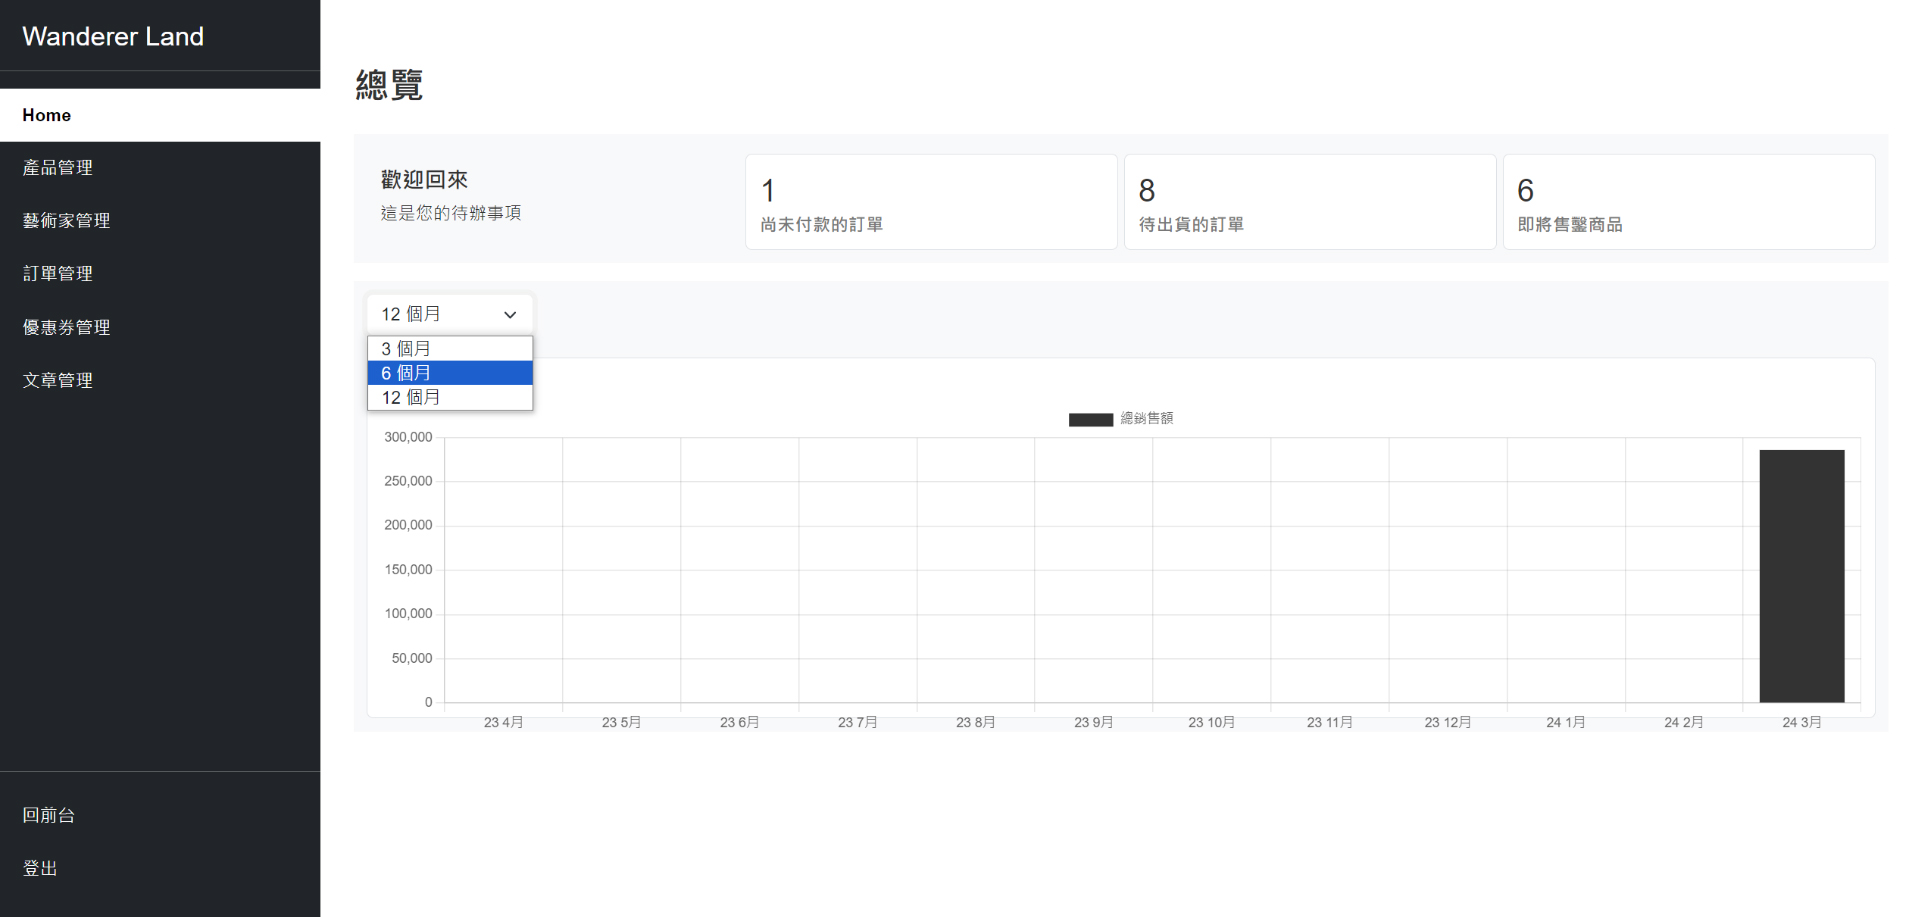 Wanderer Land
Home
產品管理
藝術家管理
訂單管理
優惠券管理
文章管理
回前台
登出
總覽
歡迎回來
這是您的待辦事項
1
尚未付款的訂單
8
待出貨的訂單
6
即將售鑿商品
12 個月
3 個月
6 個月
12 個月
總銷售額
300,000
250,000
200,000
150,000
100,000
50,000
0
23 4月 23 5月 23 6月 23 7月 23 8月 23 9月 23 10月 23 11月 23 12月 24 1月 24 2月 24 3月